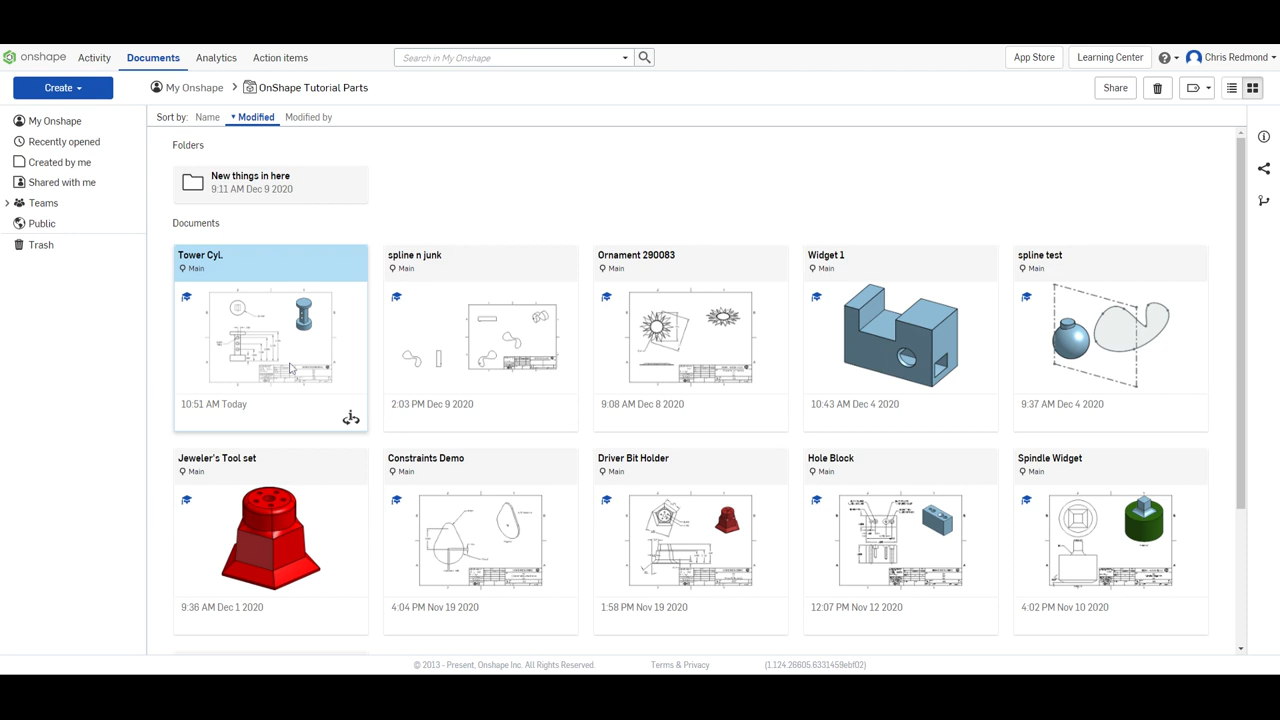 onshape Activity Documents Analytics Action items Search in My Onshape App Store Learning Center Chris Redmond
Create My Onshape OnShape Tutorial Parts Share
Sort by: Name Modified Modified by
My Onshape
Recently opened
Created by me
Shared with me
Teams
Public
Trash
Folders
New things in here
9:11 AM Dec 9 2020
Documents
Tower Cyl. spline n junk Ornament 290083 Widget 1 spline test
Main Main Main Main Main
10:51 AM Today 2:03 PM Dec 9 2020 9:08 AM Dec 8 2020 10:43 AM Dec 4 2020 9:37 AM Dec 4 2020
Jeweler's Tool set Constraints Demo Driver Bit Holder Hole Block Spindle Widget
Main Main Main Main Main
9:36 AM Dec 1 2020 4:04 PM Nov 19 2020 1:58 PM Nov 19 2020 12:07 PM Nov 12 2020 4:02 PM Nov 10 2020
© 2013 - Present, Onshape Inc. All Rights Reserved. Terms & Privacy (1.124.26605.6331459ebf02)